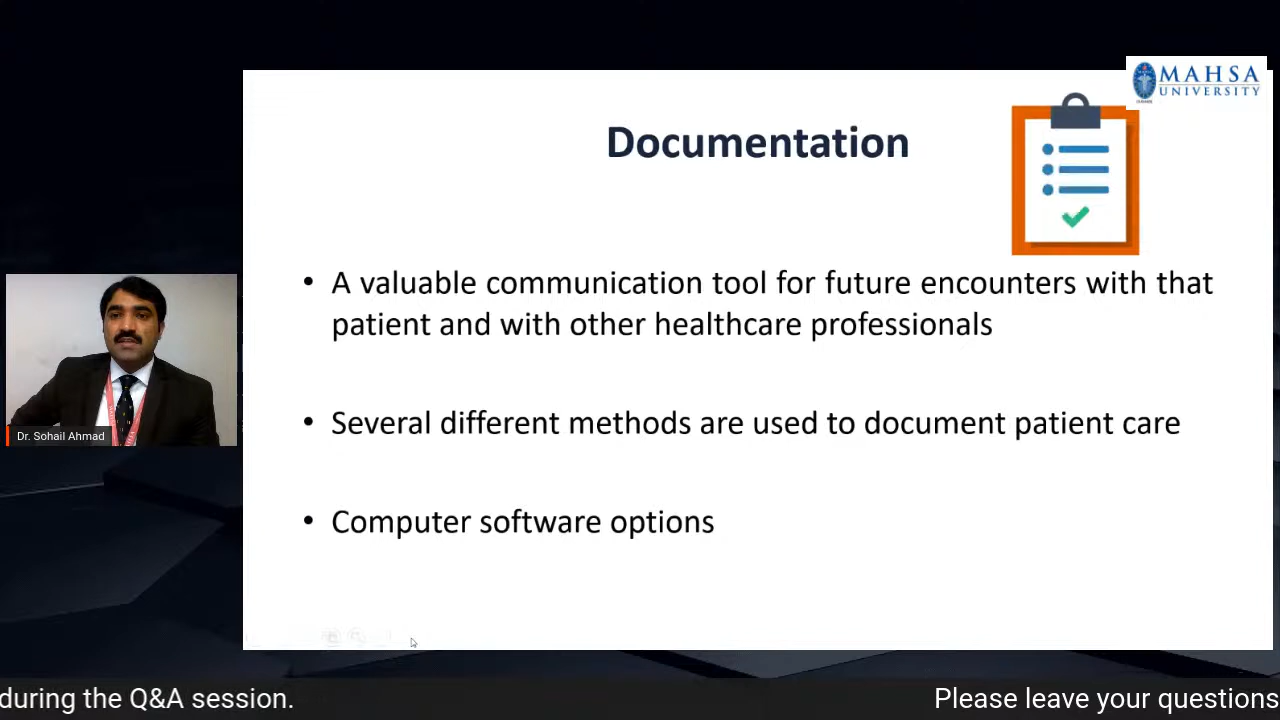 MAHSA
UNIVERSITY
Documentation
• A valuable communication tool for future encounters with that
patient and with other healthcare professionals
• Several different methods are used to document patient care
• Computer software options
Dr. Sohail Ahmad
during the Q&A session.
Please leave your questions